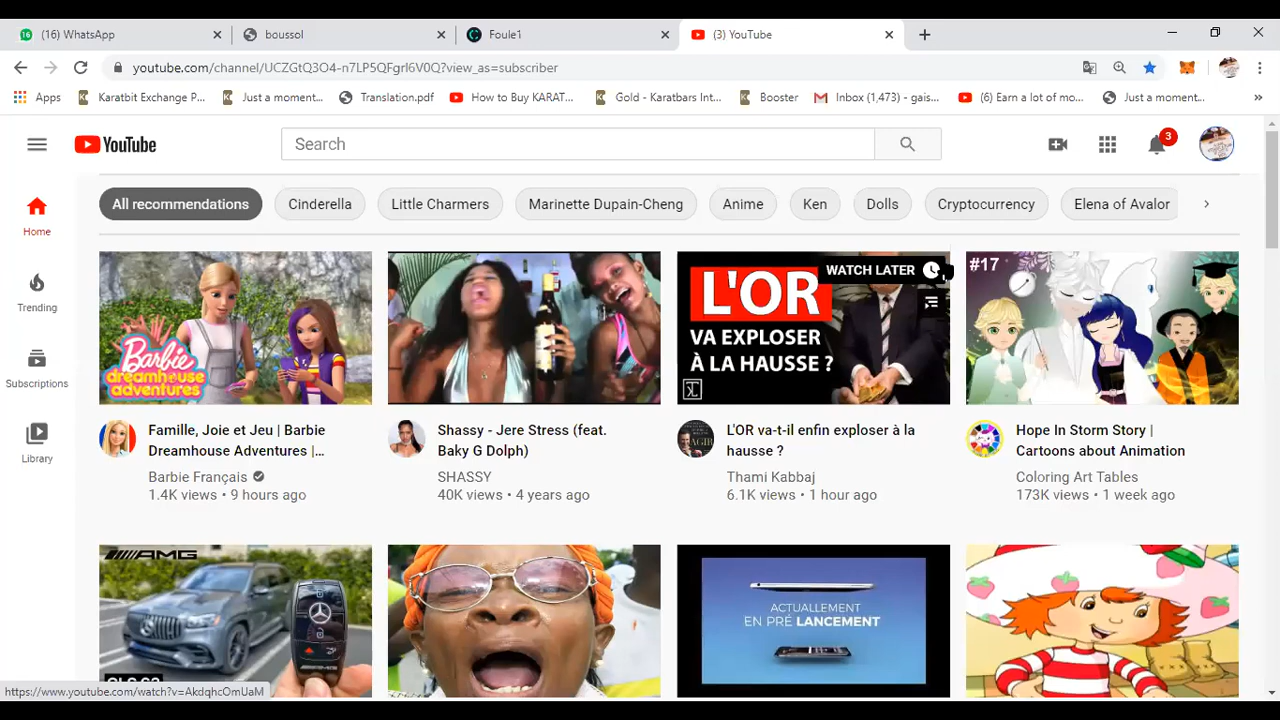 (16) WhatsApp
boussol
Foule1
(3) YouTube
youtube.com/channel/UCZGtQ3O4-n7LP5QFgrI6V0Q?view_as=subscriber
Apps
Karatbit Exchange P...
Just a moment...
Translation.pdf
How to Buy KARAT...
Gold - Karatbars Int...
Booster
Inbox (1,473) - gais...
(6) Earn a lot of mo...
Just a moment...
YouTube
Search
3
All recommendations
Cinderella
Little Charmers
Marinette Dupain-Cheng
Anime
Ken
Dolls
Cryptocurrency
Elena of Avalor
Home
Trending
Subscriptions
Library
Barbie
dreamhouse
adventures
L'OR
VA EXPLOSER
À LA HAUSSE ?
WATCH LATER
#17
Famille, Joie et Jeu | Barbie
Dreamhouse Adventures |...
Barbie Français
1.4K views • 9 hours ago
Shassy - Jere Stress (feat.
Baky G Dolph)
SHASSY
40K views • 4 years ago
L'OR va-t-il enfin exploser à la
hausse ?
Thami Kabbaj
6.1K views • 1 hour ago
Hope In Storm Story |
Cartoons about Animation
Coloring Art Tables
173K views • 1 week ago
AMG
ACTUALLEMENT
EN PRÉ LANCEMENT
https://www.youtube.com/watch?v=AkdqhcOmUaM